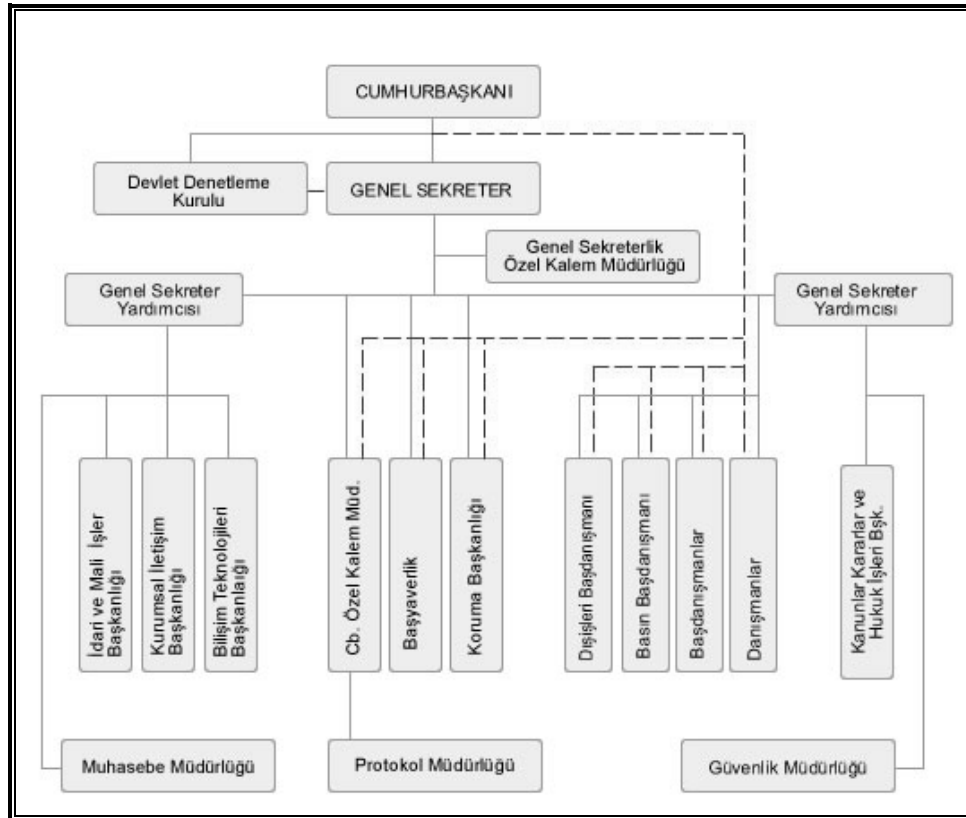 CUMHURBAŞKANI
Devlet Denetleme
Kurulu
GENEL SEKRETER
Genel Sekreterlik
Özel Kalem Müdürlüğü
Genel Sekreter
Yardımcısı
Genel Sekreter
Yardımcısı
İdari ve Mali İşler
Başkanlığı
Kurumsal İletişim
Başkanlığı
Bilişim Teknolojileri
Başkanlaığı
Cb. Özel Kalem Müd.
Başyaverlik
Koruma Başkanlığı
Dışişleri Başdanışmanı
Basın Başdanışmanı
Başdanışmanlar
Danışmanlar
Kanunlar Kararlar ve
Hukuk İşleri Bşk.
Muhasebe Müdürlüğü
Protokol Müdürlüğü
Güvenlik Müdürlüğü